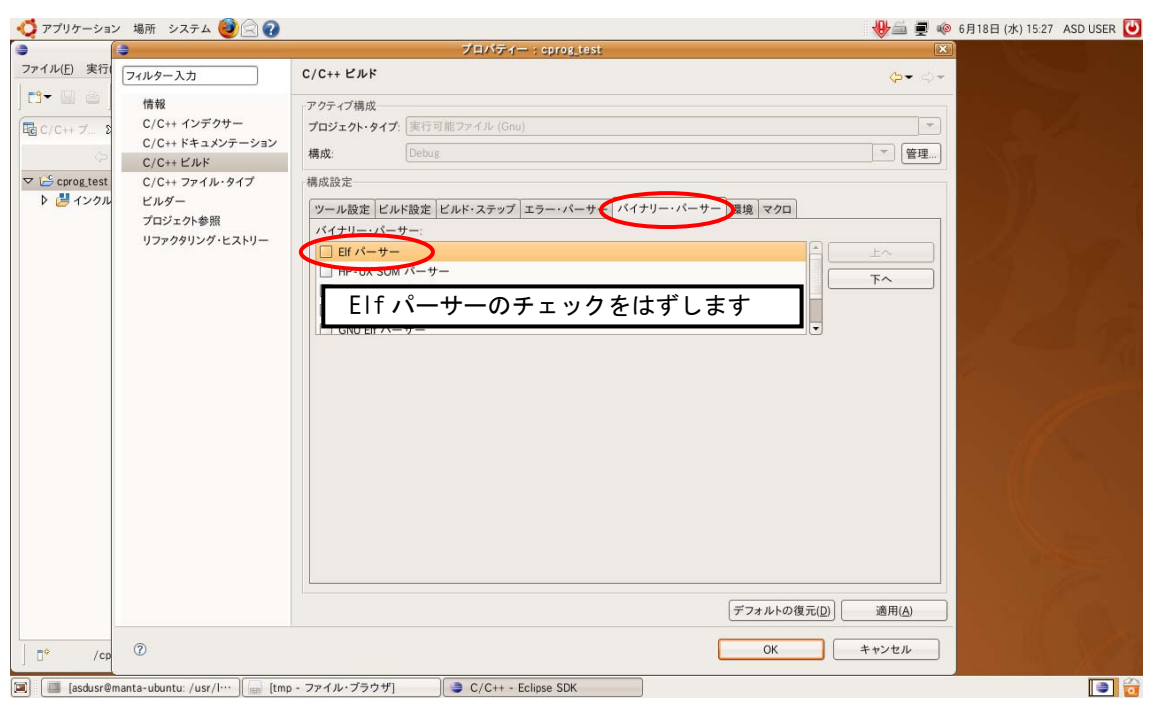 アプリケーション 場所 システム
6月18日 (水) 15:27 ASD USER
プロパティー : cprog_test
ファイル(F) 実行
フィルター入力
C/C++ ビルド
C/C++ プ...
cprog_test
インクル
情報
C/C++ インデクサー
C/C++ ドキュメンテーション
C/C++ ビルド
C/C++ ファイル・タイプ
ビルダー
プロジェクト参照
リファクタリング・ヒストリー
アクティブ構成
プロジェクト・タイプ: 実行可能ファイル (Gnu)
構成: Debug 管理...
構成設定
ツール設定 ビルド設定 ビルド・ステップ エラー・パーサー バイナリー・パーサー 環境 マクロ
バイナリー・パーサー:
Elf パーサー
HP-UX SOM パーサー
Elfパーサーのチェックをはずします
GNU Elf パーサー
上へ
下へ
デフォルトの復元(D) 適用(A)
OK キャンセル
/cp
[asdusr@manta-ubuntu: /usr/l… [tmp - ファイル・ブラウザ] C/C++ - Eclipse SDK